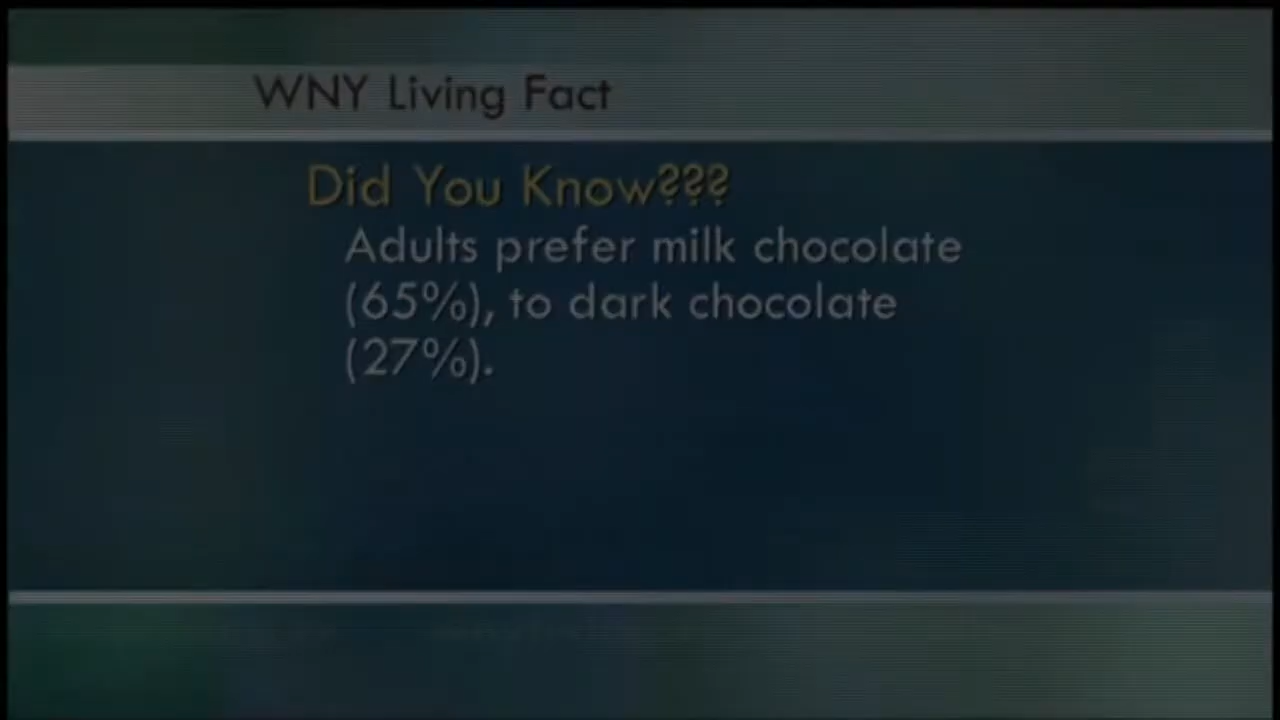 WNY Living Fact
Did You Know???
Adults prefer milk chocolate
(65%), to dark chocolate
(27%).